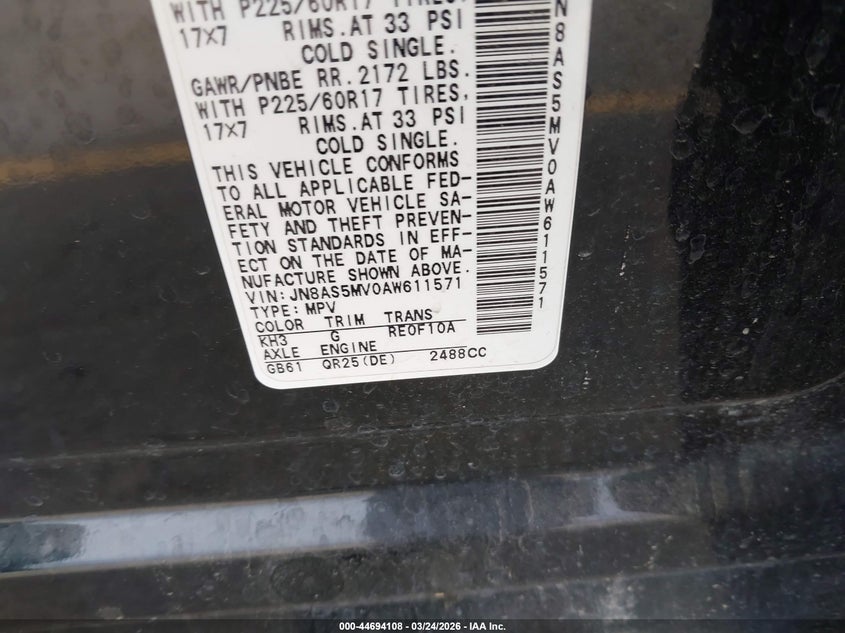 WITH P225/60R17 TIRES,
17X7 RIMS.AT 33 PSI
COLD SINGLE.
GAWR/PNBE RR.2172 LBS.
WITH P225/60R17 TIRES,
17X7 RIMS.AT 33 PSI
COLD SINGLE.
THIS VEHICLE CONFORMS
TO ALL APPLICABLE FED-
ERAL MOTOR VEHICLE SA-
FETY AND THEFT PREVEN-
TION STANDARDS IN EFF-
ECT ON THE DATE OF MA-
NUFACTURE SHOWN ABOVE.
VIN:JN8AS5MV0AW611571
TYPE:MPV
COLOR TRIM TRANS
KH3 G RE0F10A
AXLE ENGINE
GB61 QR25(DE) 2488CC
N8AS5MV0AW611571
000-44694108 - 03/24/2026 - IAA Inc.